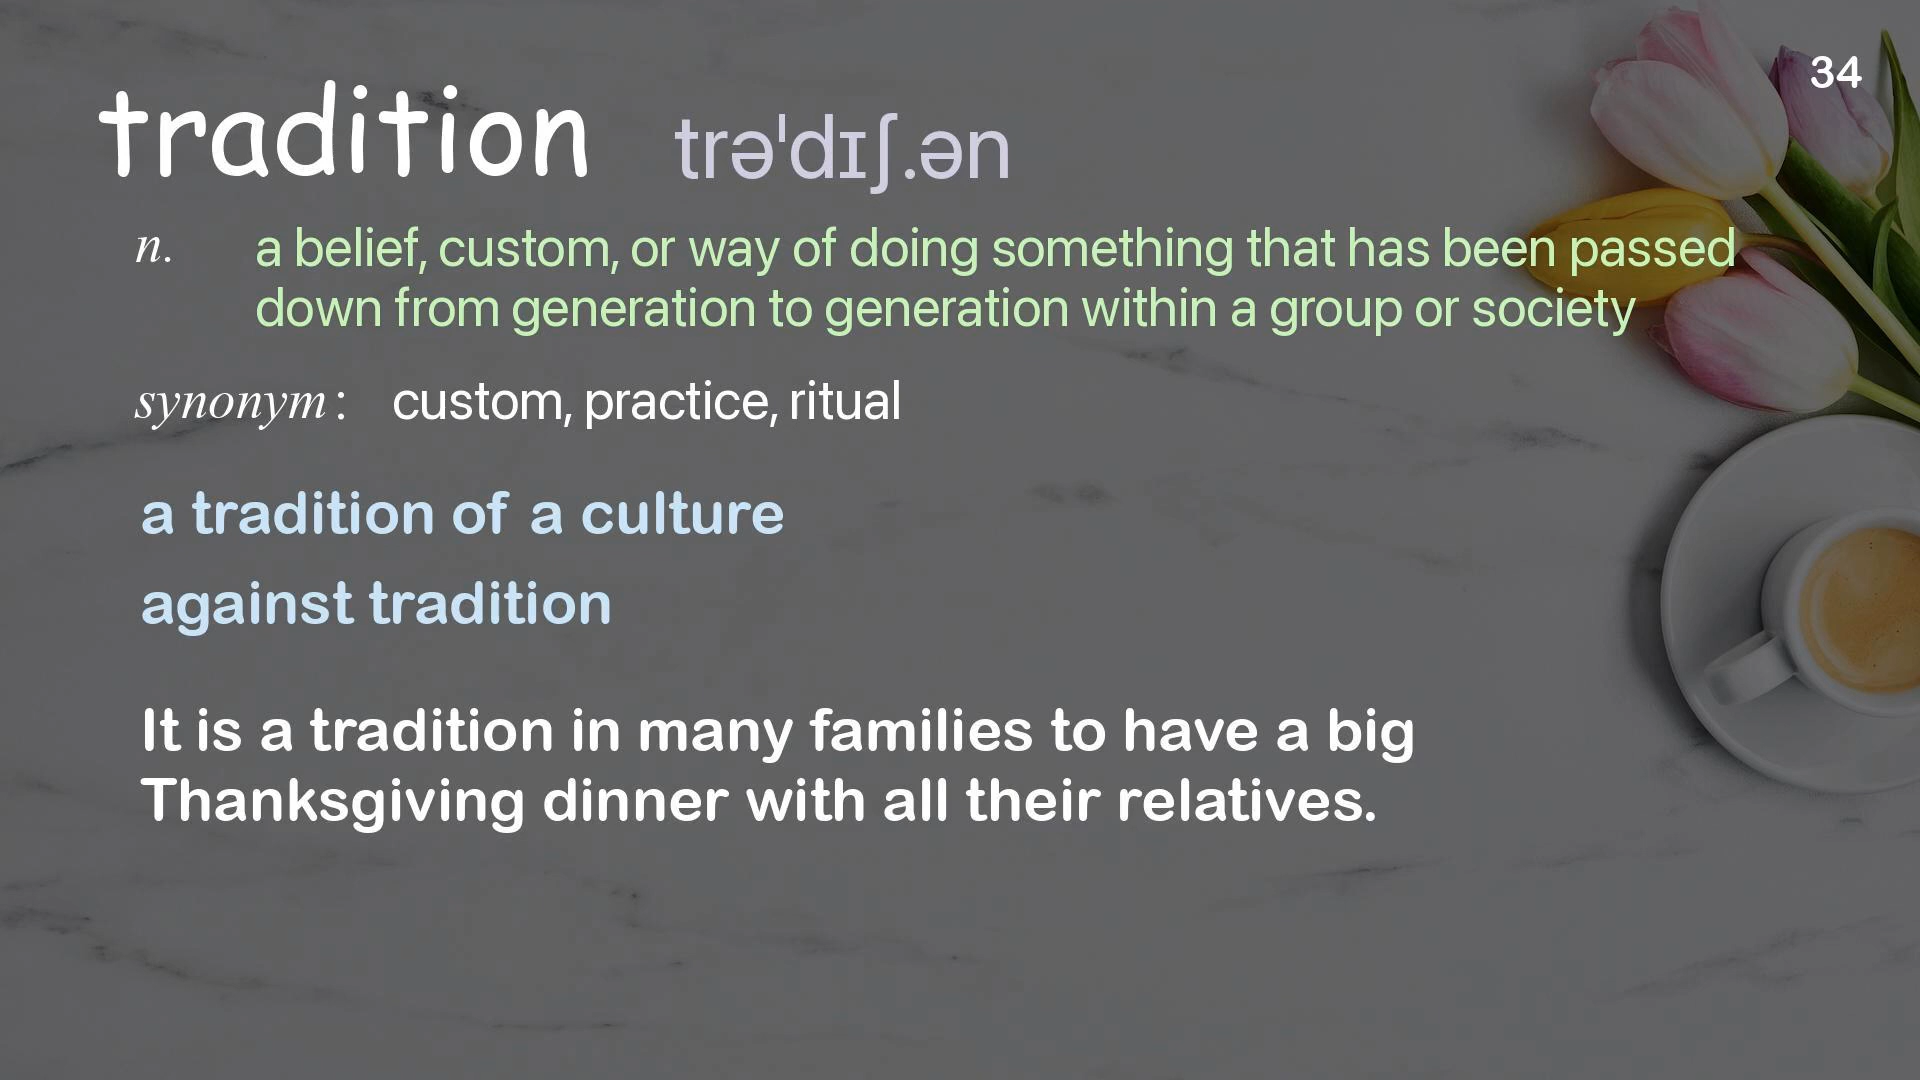 34
tradition trəˈdɪʃ.ən
n. a belief, custom, or way of doing something that has been passed
down from generation to generation within a group or society
synonym: custom, practice, ritual
a tradition of a culture
against tradition
It is a tradition in many families to have a big
Thanksgiving dinner with all their relatives.